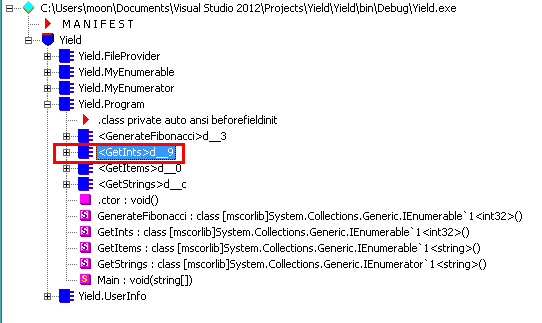 C:\Users\moon\Documents\Visual Studio 2012\Projects\Yield\Yield\bin\Debug\Yield.exe
M A N I F E S T
Yield
Yield.FileProvider
Yield.MyEnumerable
Yield.MyEnumerator
Yield.Program
.class private auto ansi beforefieldinit
<GenerateFibonacci>d__3
<GetInts>d__9
<GetItems>d__0
<GetStrings>d__c
.ctor : void()
GenerateFibonacci : class [mscorlib]System.Collections.Generic.IEnumerable`1<int32>()
GetInts : class [mscorlib]System.Collections.Generic.IEnumerable`1<int32>()
GetItems : class [mscorlib]System.Collections.Generic.IEnumerable`1<string>()
GetStrings : class [mscorlib]System.Collections.Generic.IEnumerator`1<string>()
Main : void(string[])
Yield.UserInfo